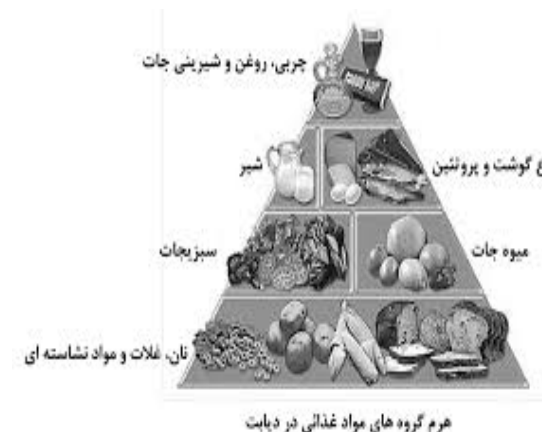 چربی، روغن و شیرینی جات
شیر
ع گوشت و پروتئین
سبزیجات
میوه جات
نان، غلات و مواد نشاسته ای
هرم گروه های مواد غذائی در دیابت